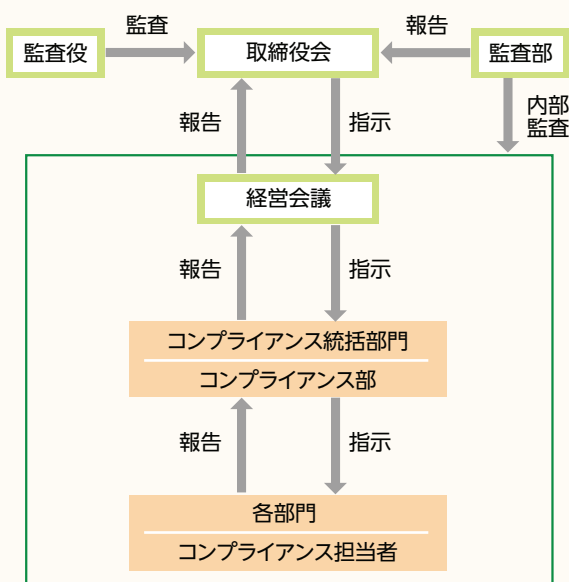 監査
報告
監査役
取締役会
監査部
報告
指示
内部
監査
経営会議
報告
指示
コンプライアンス統括部門
コンプライアンス部
報告
指示
各部門
コンプライアンス担当者